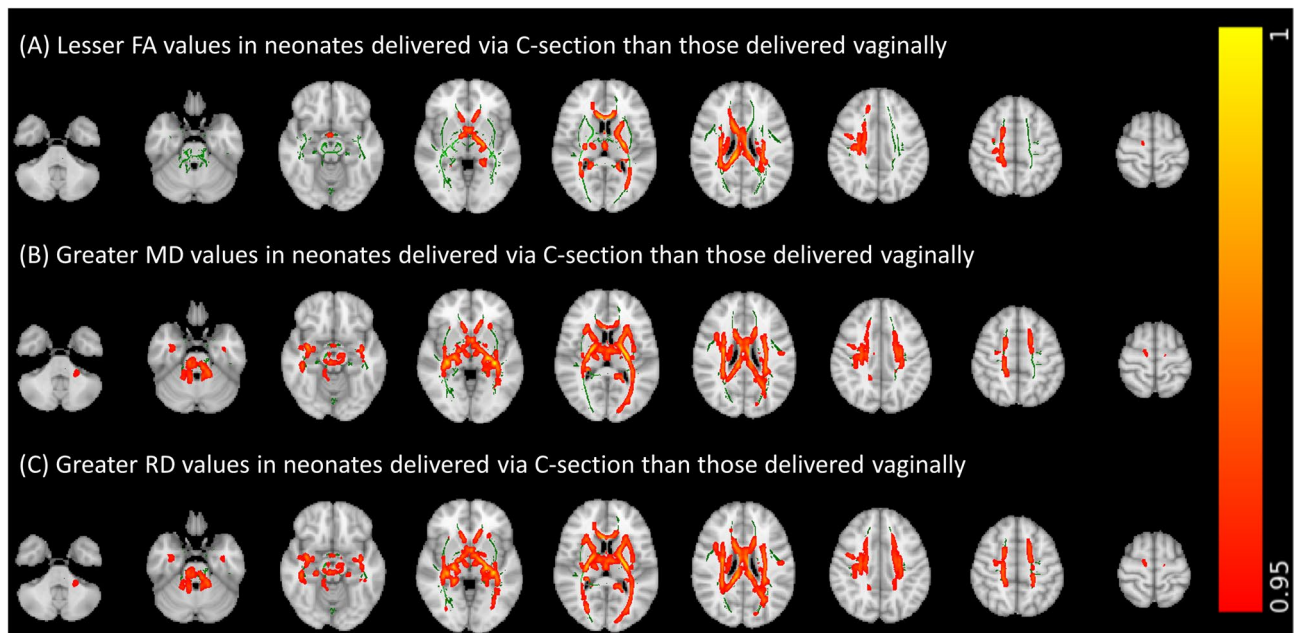 (A) Lesser FA values in neonates delivered via C-section than those delivered vaginally
(B) Greater MD values in neonates delivered via C-section than those delivered vaginally
(C) Greater RD values in neonates delivered via C-section than those delivered vaginally
1
0.95